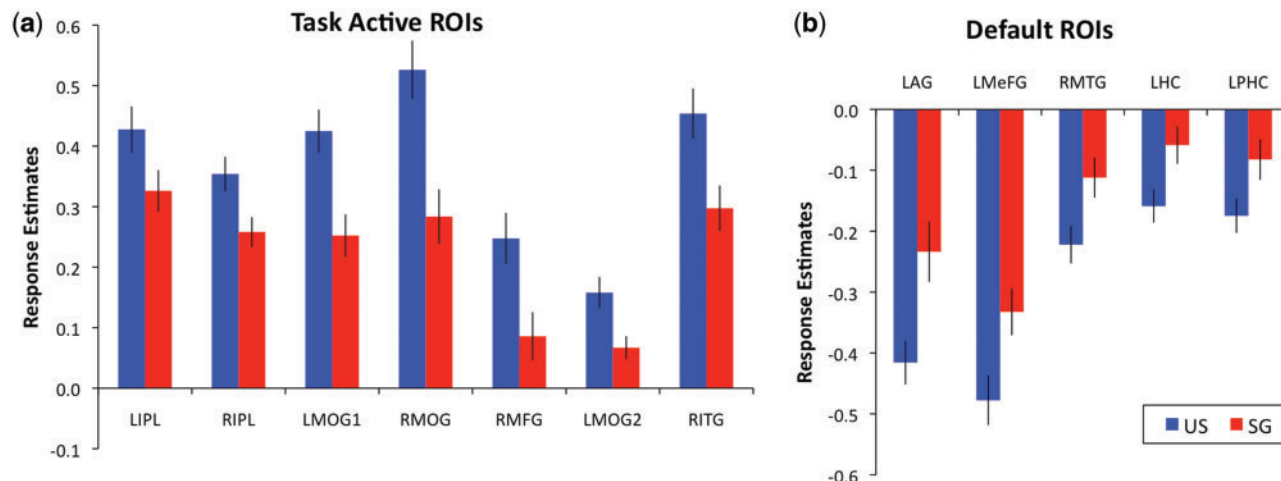 (a) Task Active ROIs
Response Estimates
0.6
0.5
0.4
0.3
0.2
0.1
0.0
-0.1
LIPL RIPL LMOG1 RMOG RMFG LMOG2 RITG
(b) Default ROIs
LAG LMeFG RMTG LHC LPHC
Response Estimates
0.0
-0.1
-0.2
-0.3
-0.4
-0.5
-0.6
US SG